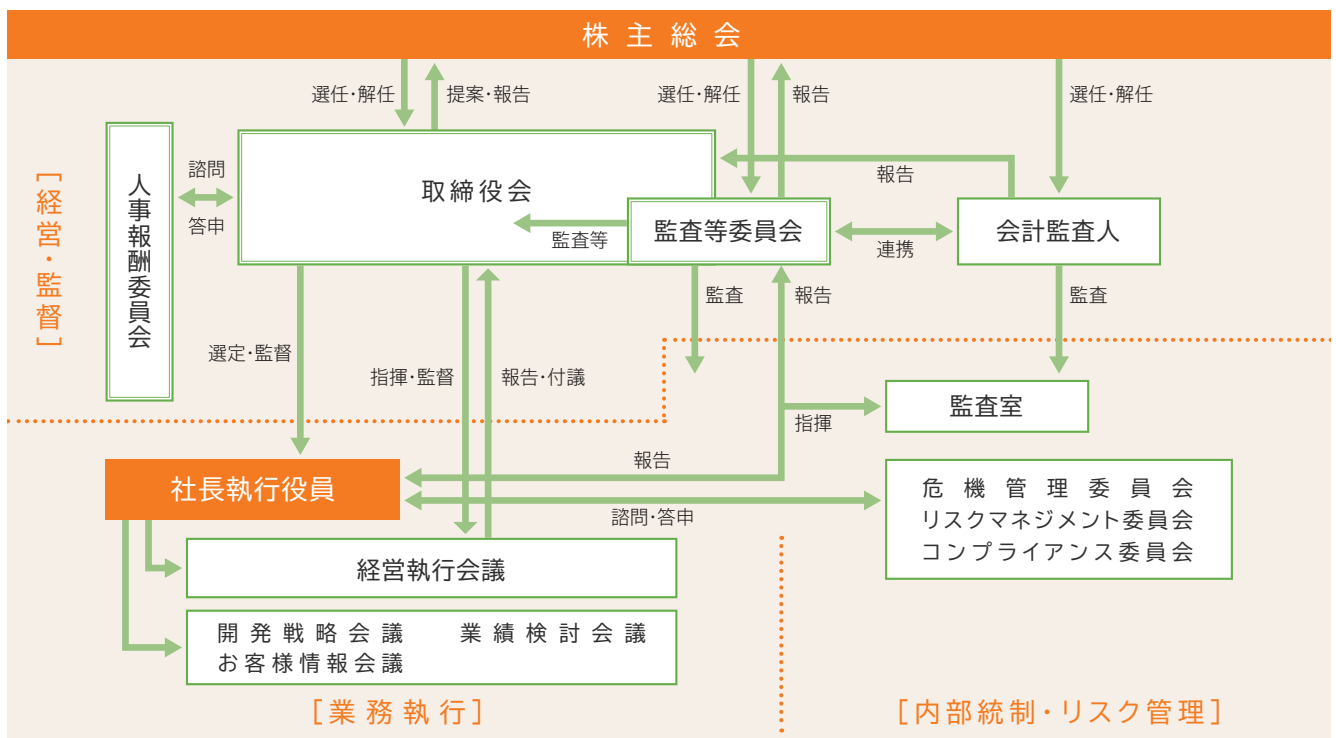 株主総会
選任・解任
提案・報告
選任・解任
報告
選任・解任
[経営・監督]
人事報酬委員会
諮問
答申
取締役会
監査等
監査等委員会
報告
連携
会計監査人
選定・監督
指揮・監督
報告・付議
監査
報告
監査
指揮
監査室
社長執行役員
報告
諮問・答申
危機管理委員会
リスクマネジメント委員会
コンプライアンス委員会
経営執行会議
開発戦略会議 業績検討会議
お客様情報会議
[業務執行]
[内部統制・リスク管理]